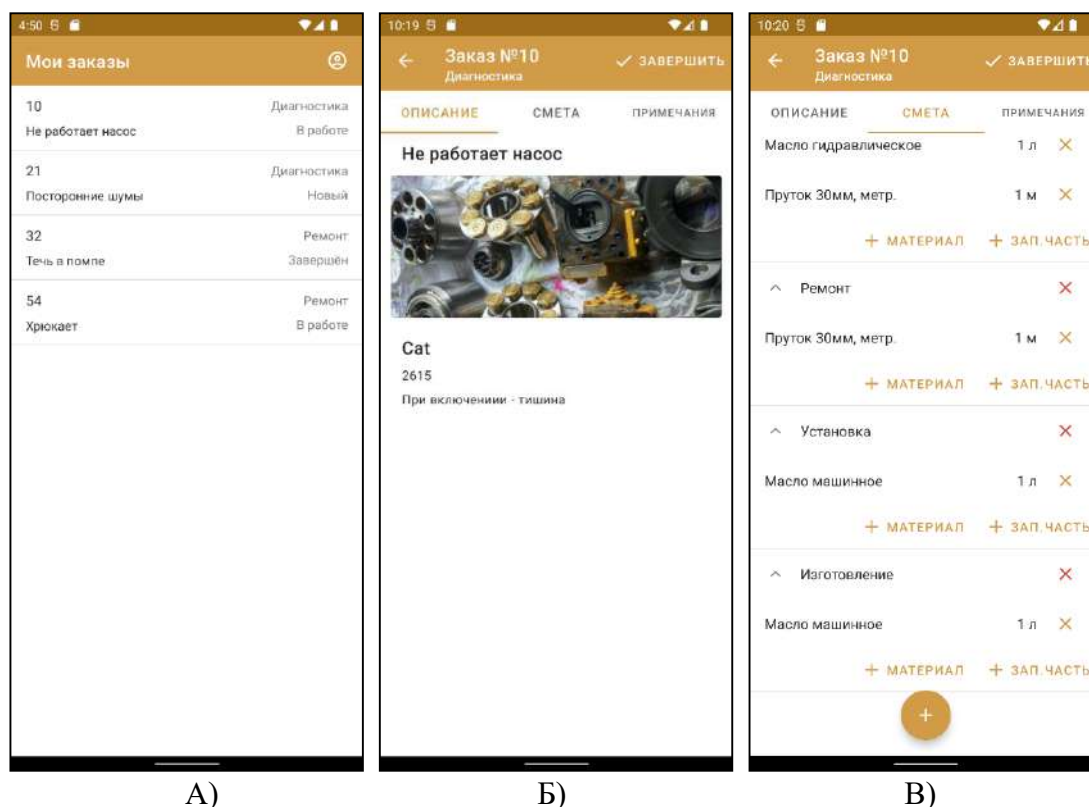 4:50
Мои заказы
10 Диагностика
Не работает насос В работе
21 Диагностика
Посторонние шумы Новый
32 Ремонт
Течь в помпе Завершён
54 Ремонт
Хрюкает В работе
А)
10:19
Заказ №10
Диагностика
ЗАВЕРШИТЬ
ОПИСАНИЕ СМЕТА ПРИМЕЧАНИЯ
Не работает насос
Cat
2615
При включениии - тишина
Б)
10:20
Заказ №10
Диагностика
ЗАВЕРШИТЬ
ОПИСАНИЕ СМЕТА ПРИМЕЧАНИЯ
Масло гидравлическое 1 л
Пруток 30мм, метр. 1 м
+ МАТЕРИАЛ + ЗАП.ЧАСТЬ
Ремонт
Пруток 30мм, метр. 1 м
+ МАТЕРИАЛ + ЗАП.ЧАСТЬ
Установка
Масло машинное 1 л
+ МАТЕРИАЛ + ЗАП.ЧАСТЬ
Изготовление
Масло машинное 1 л
+ МАТЕРИАЛ + ЗАП.ЧАСТЬ
+
В)